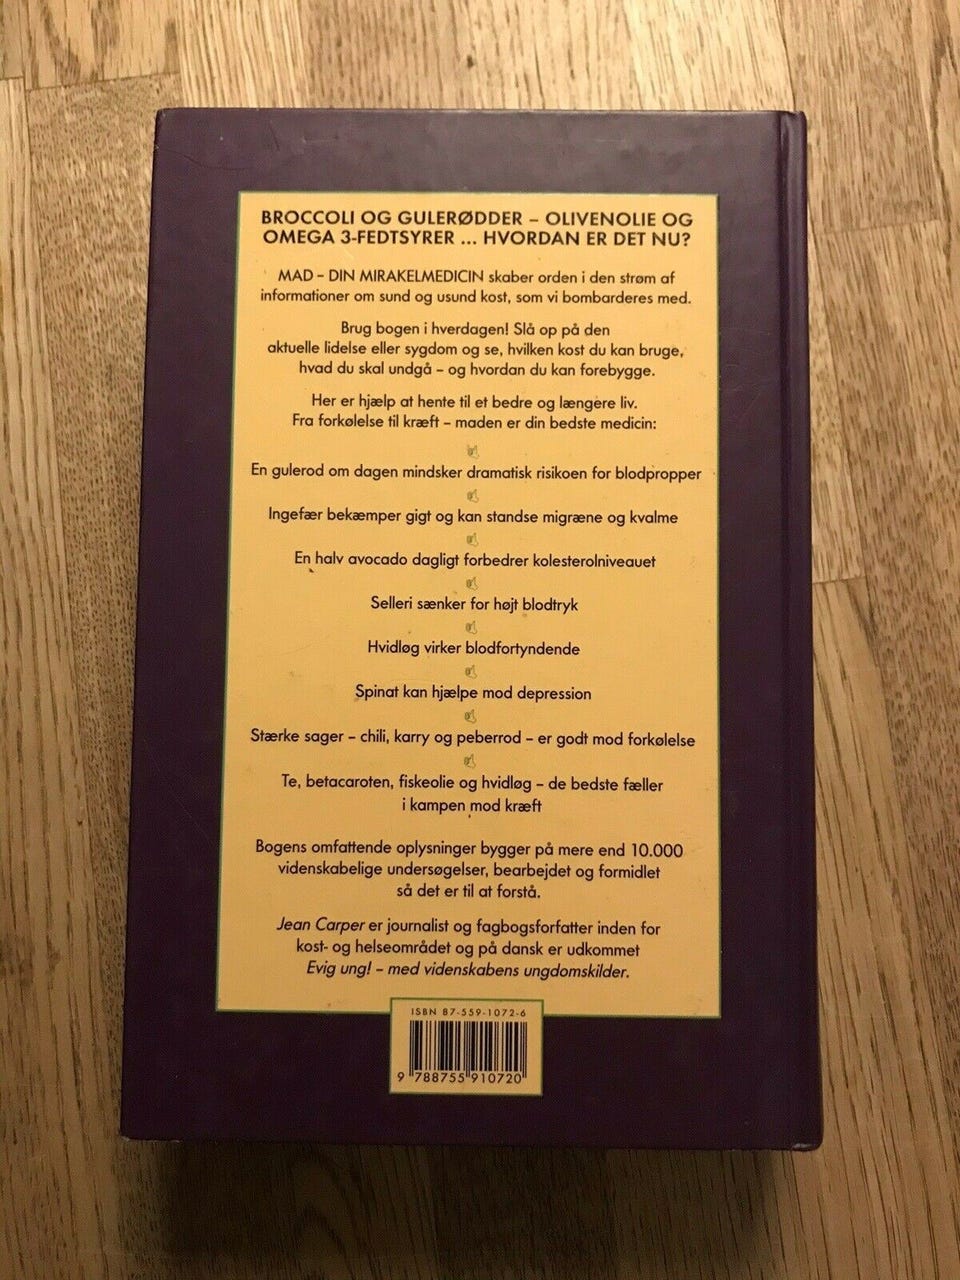 BROCCOLI OG GULERØDDER – OLIVENOLIE OG
OMEGA 3-FEDTSYRER ... HVORDAN ER DET NU?
MAD – DIN MIRAKELMEDICIN skaber orden i den strøm af
informationer om sund og usund kost, som vi bombarderes med.
Brug bogen i hverdagen! Slå op på den
aktuelle lidelse eller sygdom og se, hvilken kost du kan bruge,
hvad du skal undgå – og hvordan du kan forebygge.
Her er hjælp at hente til et bedre og længere liv.
Fra forkølelse til kræft – maden er din bedste medicin:
En gulerod om dagen mindsker dramatisk risikoen for blodpropper
Ingefær bekæmper gigt og kan standse migræne og kvalme
En halv avocado dagligt forbedrer kolesterolniveauet
Selleri sænker for højt blodtryk
Hvidløg virker blodfortyndende
Spinat kan hjælpe mod depression
Stærke sager – chili, karry og peberrod – er godt mod forkølelse
Te, betacaroten, fiskeolie og hvidløg – de bedste fæller
i kampen mod kræft
Bogens omfattende oplysninger bygger på mere end 10.000
videnskabelige undersøgelser, bearbejdet og formidlet
så det er til at forstå.
Jean Carper er journalist og fagbogsforfatter inden for
kost- og helseområdet og på dansk er udkommet
Evig ung! – med videnskabens ungdomskilder.
ISBN 87-559-1072-6
9 788755 910720